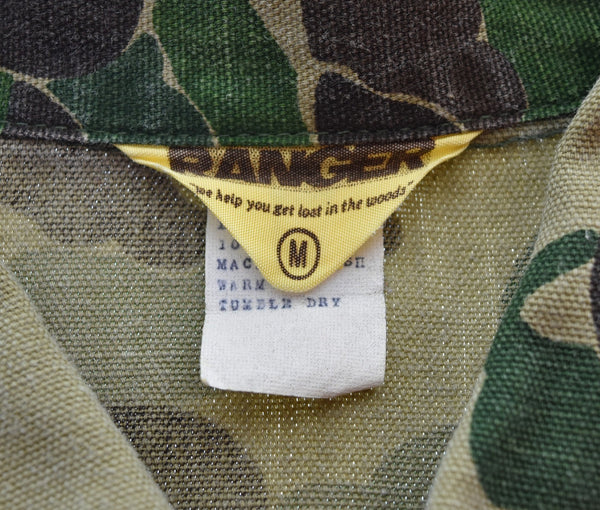 RANGER
"we help you get lost in the woods"
M
WARM
TUMBLE DRY